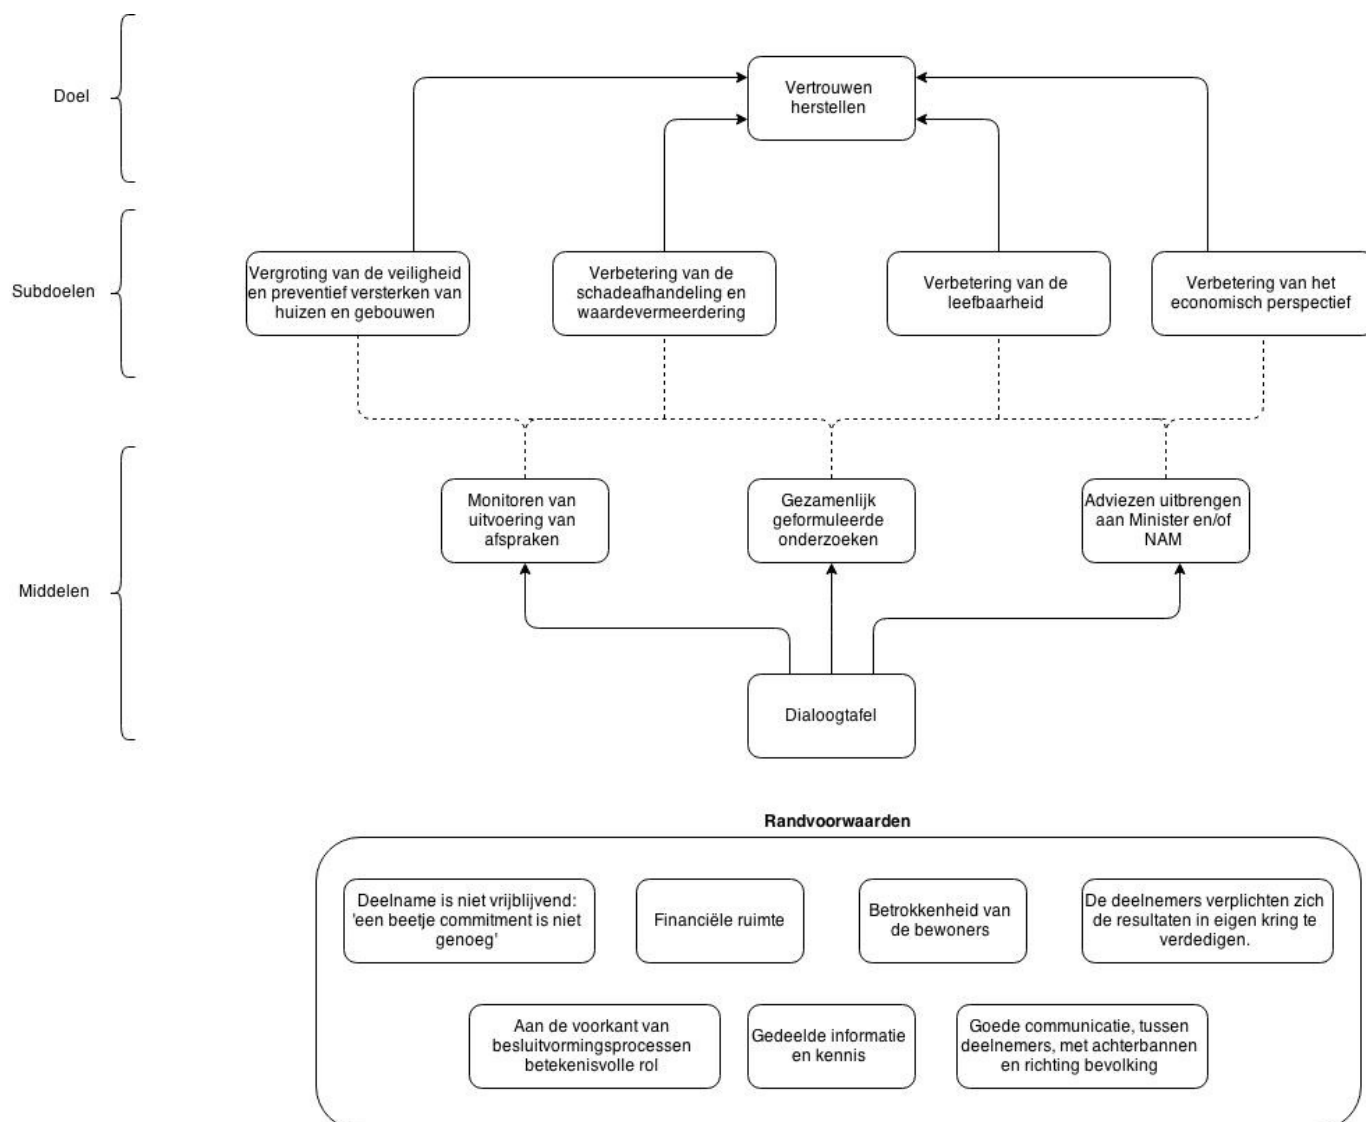 Doel
Vertrouwen
herstellen
Subdoelen
Vergroting van de veiligheid
en preventief versterken van
huizen en gebouwen
Verbetering van de
schadeafhandeling en
waardevermeerdering
Verbetering van de
leefbaarheid
Verbetering van het
economisch perspectief
Middelen
Monitoren van
uitvoering van
afspraken
Gezamenlijk
geformuleerde
onderzoeken
Adviezen uitbrengen
aan Minister en/of
NAM
Dialoogtafel
Randvoorwaarden
Deelname is niet vrijblijvend:
'een beetje commitment is niet
genoeg'
Financiële ruimte
Betrokkenheid van
de bewoners
De deelnemers verplichten zich
de resultaten in eigen kring te
verdedigen.
Aan de voorkant van
besluitvormingsprocessen
betekenisvolle rol
Gedeelde informatie
en kennis
Goede communicatie, tussen
deelnemers, met achterbannen
en richting bevolking